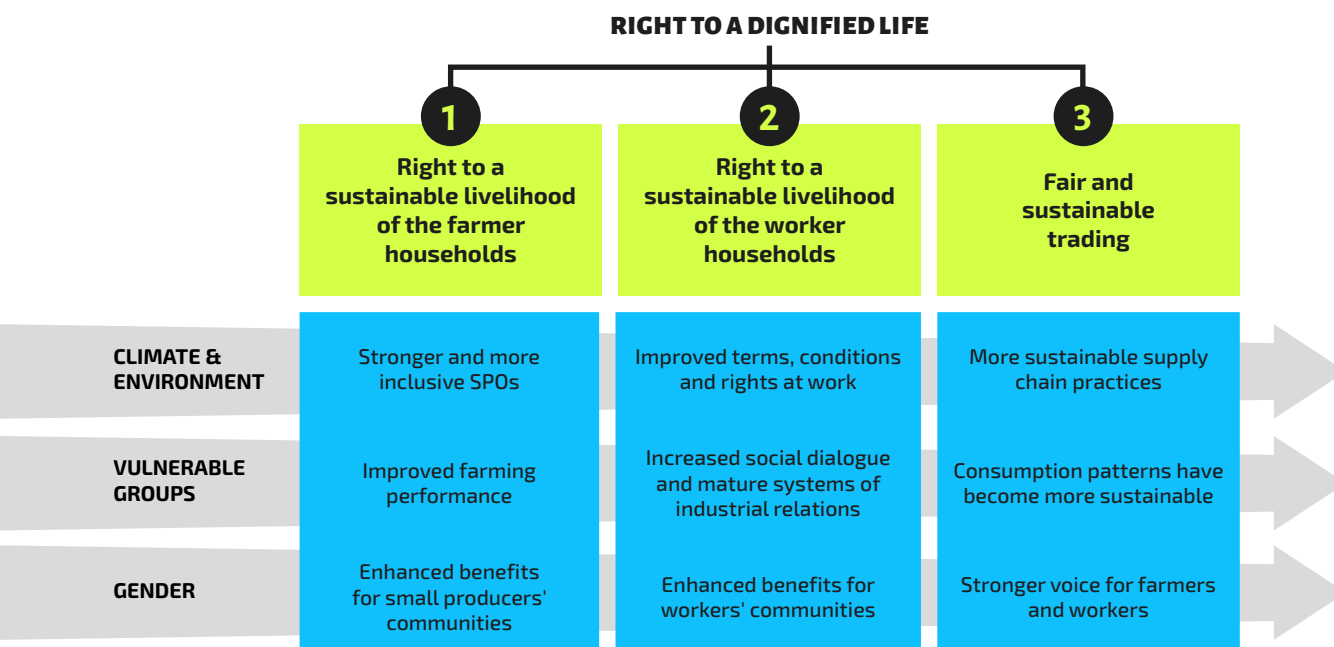 RIGHT TO A DIGNIFIED LIFE
1
2
3
Right to a
sustainable livelihood
of the farmer
households
Right to a
sustainable livelihood
of the worker
households
Fair and
sustainable
trading
CLIMATE &
ENVIRONMENT
Stronger and more
inclusive SPOs
Improved terms, conditions
and rights at work
More sustainable supply
chain practices
VULNERABLE
GROUPS
Improved farming
performance
Increased social dialogue
and mature systems of
industrial relations
Consumption patterns have
become more sustainable
GENDER
Enhanced benefits
for small producers'
communities
Enhanced benefits for
workers' communities
Stronger voice for farmers
and workers